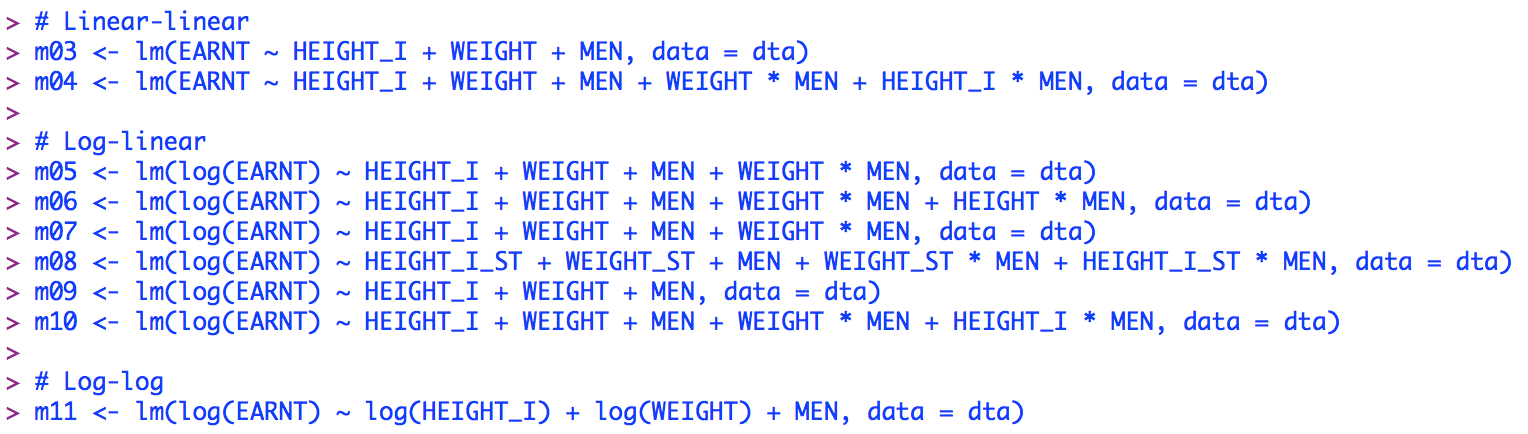 > # Linear-linear
> m03 <- lm(EARNT ~ HEIGHT_I + WEIGHT + MEN, data = dta)
> m04 <- lm(EARNT ~ HEIGHT_I + WEIGHT + MEN + WEIGHT * MEN + HEIGHT_I * MEN, data = dta)
>
> # Log-linear
> m05 <- lm(log(EARNT) ~ HEIGHT_I + WEIGHT + MEN + WEIGHT * MEN, data = dta)
> m06 <- lm(log(EARNT) ~ HEIGHT_I + WEIGHT + MEN + WEIGHT * MEN + HEIGHT * MEN, data = dta)
> m07 <- lm(log(EARNT) ~ HEIGHT_I + WEIGHT + MEN + WEIGHT * MEN, data = dta)
> m08 <- lm(log(EARNT) ~ HEIGHT_I_ST + WEIGHT_ST + MEN + WEIGHT_ST * MEN + HEIGHT_I_ST * MEN, data = dta)
> m09 <- lm(log(EARNT) ~ HEIGHT_I + WEIGHT + MEN, data = dta)
> m10 <- lm(log(EARNT) ~ HEIGHT_I + WEIGHT + MEN + WEIGHT * MEN + HEIGHT_I * MEN, data = dta)
>
> # Log-log
> m11 <- lm(log(EARNT) ~ log(HEIGHT_I) + log(WEIGHT) + MEN, data = dta)